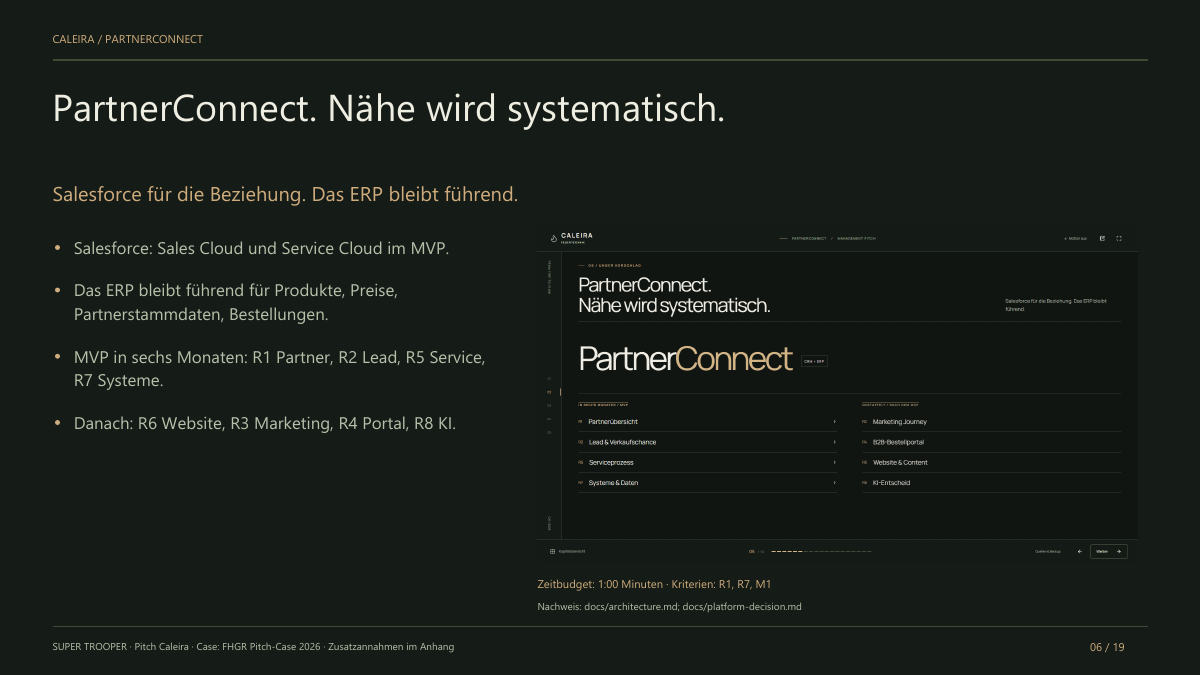 CALEIRA / PARTNERCONNECT
PartnerConnect. Nähe wird systematisch.
Salesforce für die Beziehung. Das ERP bleibt führend.
• Salesforce: Sales Cloud und Service Cloud im MVP.
• Das ERP bleibt führend für Produkte, Preise,
Partnerstammdaten, Bestellungen.
• MVP in sechs Monaten: R1 Partner, R2 Lead, R5 Service,
R7 Systeme.
• Danach: R6 Website, R3 Marketing, R4 Portal, R8 KI.
CALEIRA
PARTNERCONNECT / MANAGEMENT PITCH
PartnerConnect.
Nähe wird systematisch.
Salesforce für die Beziehung. Das ERP bleibt
führend.
PartnerConnect
CRM + ERP
Partnerübersicht
Marketing Journey
Lead & Verkaufschance
B2B-Bestellportal
Serviceprozess
Website & Content
Systeme & Daten
KI-Entscheid
Weiter
Zeitbudget: 1:00 Minuten · Kriterien: R1, R7, M1
Nachweis: docs/architecture.md; docs/platform-decision.md
SUPER TROOPER · Pitch Caleira · Case: FHGR Pitch-Case 2026 · Zusatzannahmen im Anhang
06 / 19